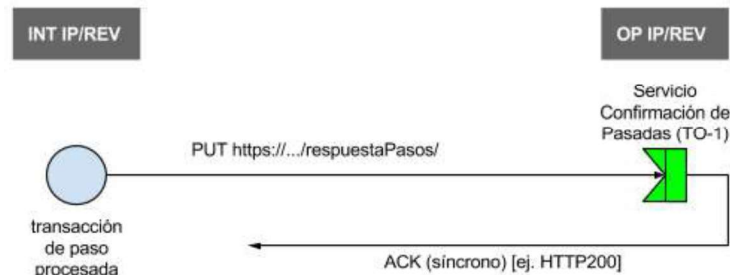 INT IP/REV
OP IP/REV
Servicio
Confirmación de
Pasadas (TO-1)
PUT https://.../respuestaPasos/
transacción
de paso
procesada
ACK (síncrono) [ej. HTTP200]